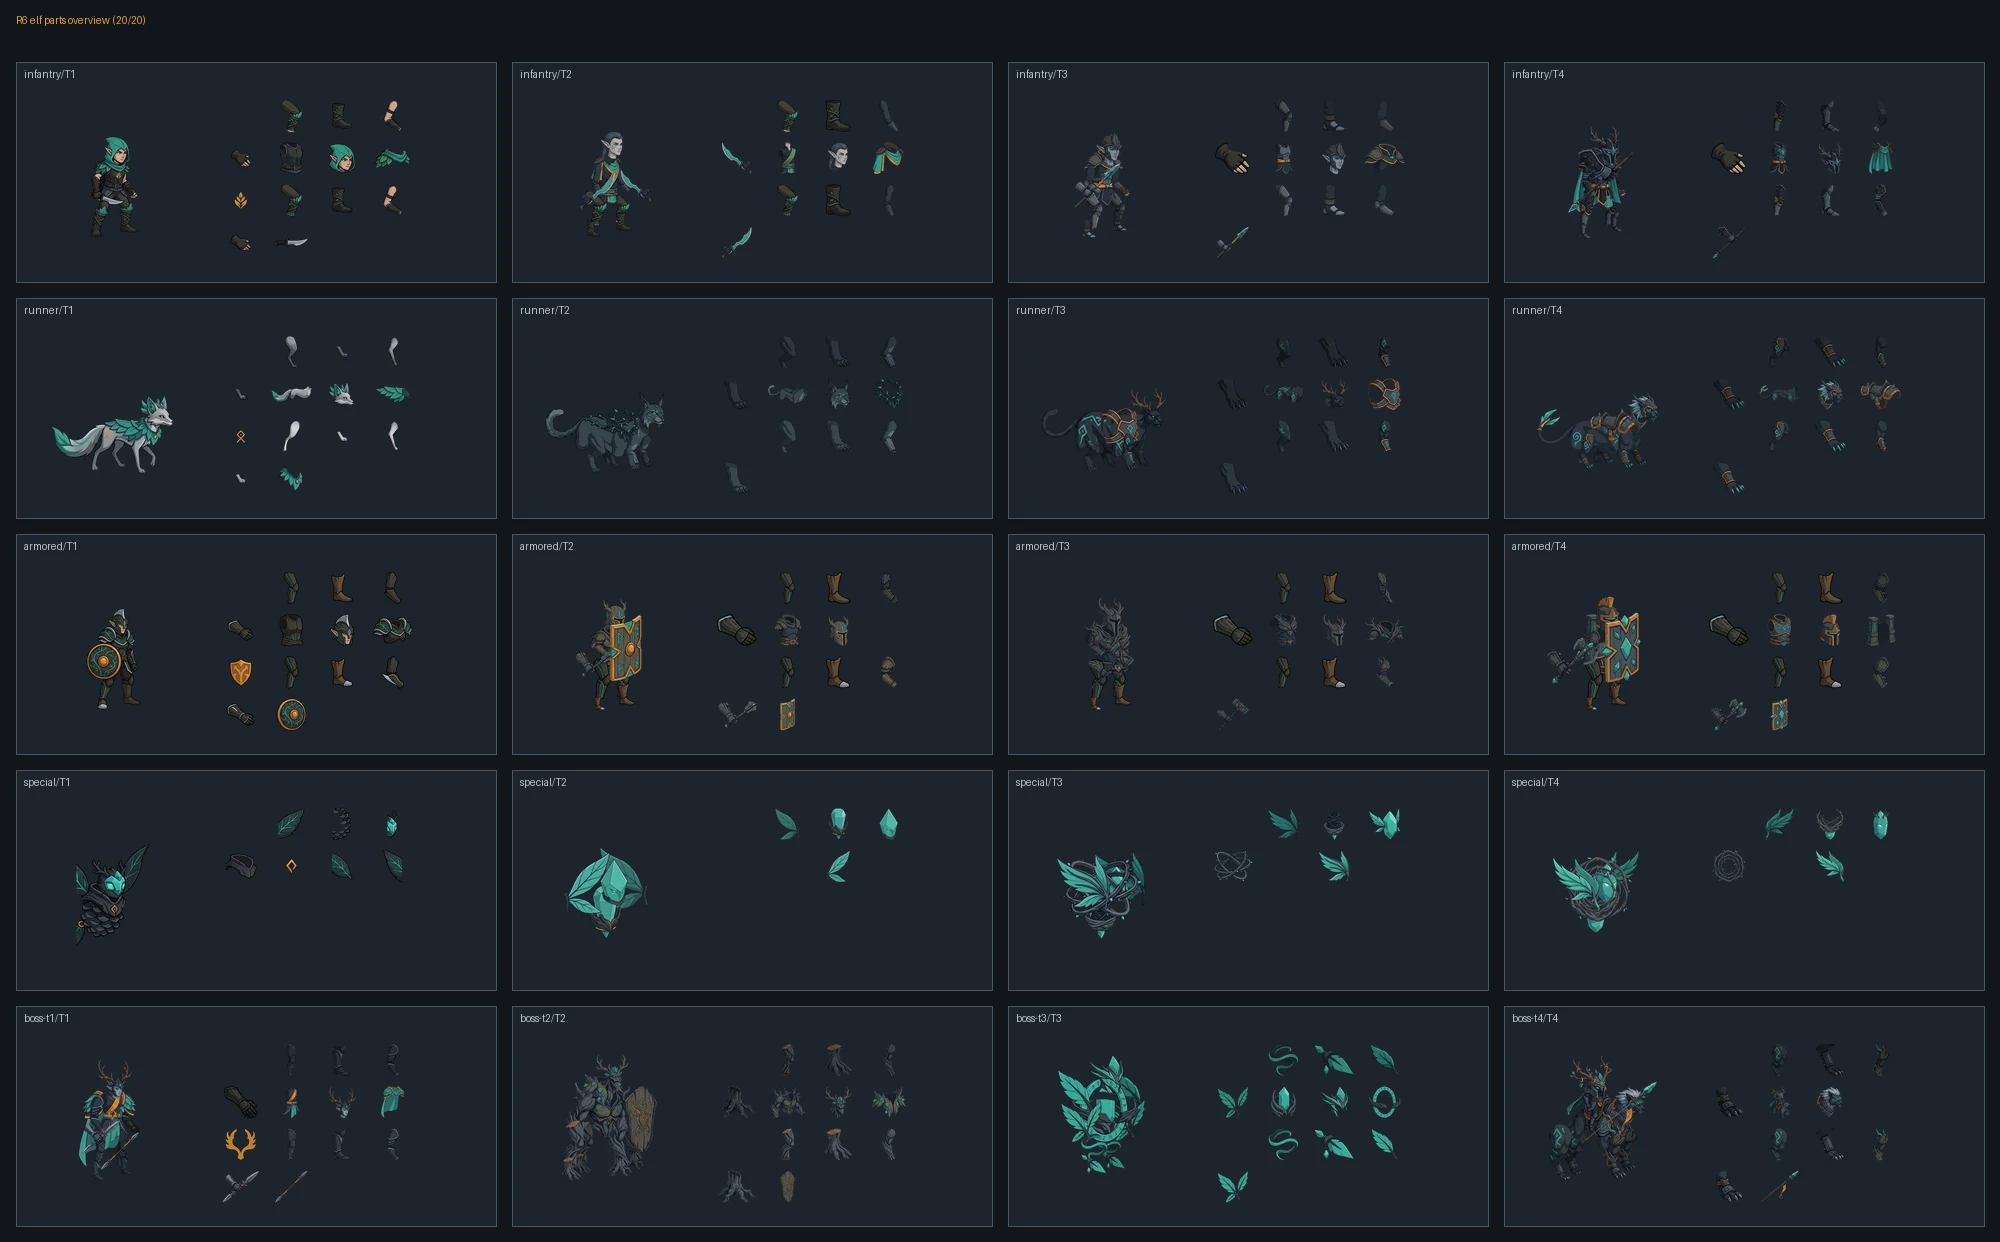 R6 elf parts overview (20/20)
infantry/T1
infantry/T2
infantry/T3
infantry/T4
runner/T1
runner/T2
runner/T3
runner/T4
armored/T1
armored/T2
armored/T3
armored/T4
special/T1
special/T2
special/T3
special/T4
boss-t1/T1
boss-t2/T2
boss-t3/T3
boss-t4/T4